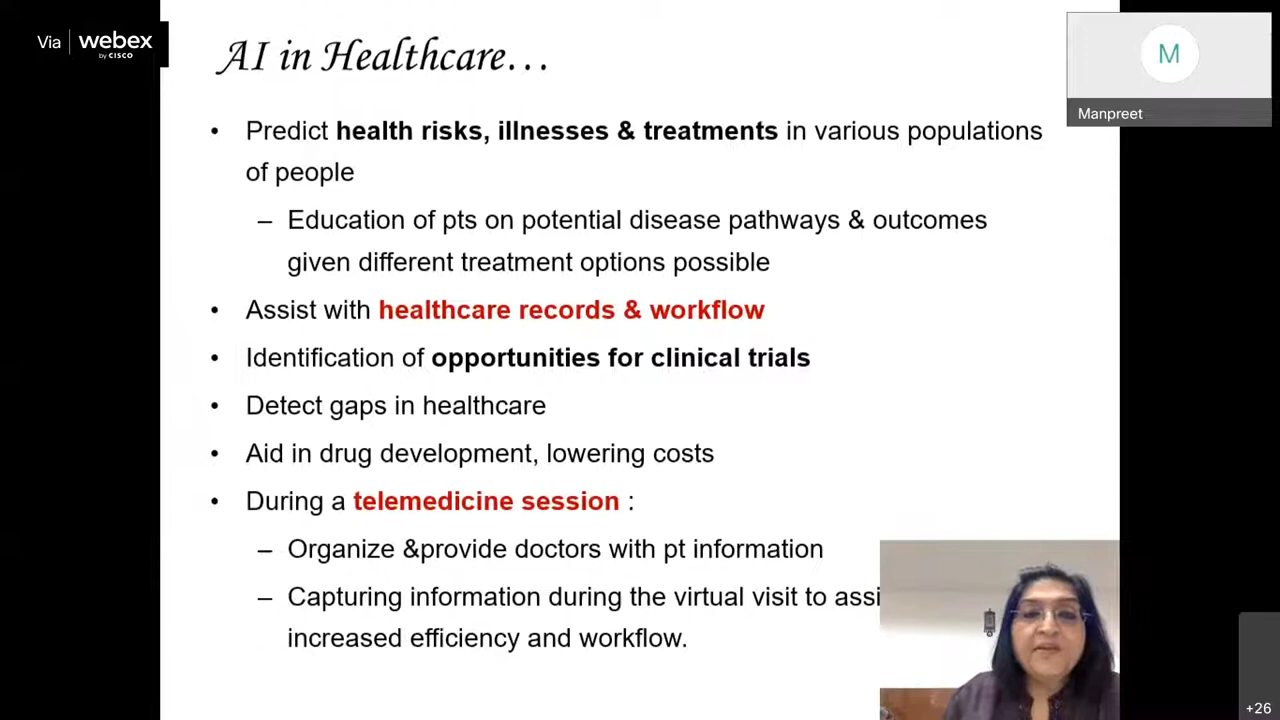 Via webex
by CISCO
AI in Healthcare...
M
Manpreet
• Predict health risks, illnesses & treatments in various populations
of people
– Education of pts on potential disease pathways & outcomes
given different treatment options possible
• Assist with healthcare records & workflow
• Identification of opportunities for clinical trials
• Detect gaps in healthcare
• Aid in drug development, lowering costs
• During a telemedicine session :
– Organize &provide doctors with pt information
– Capturing information during the virtual visit to
increased efficiency and workflow.
+26